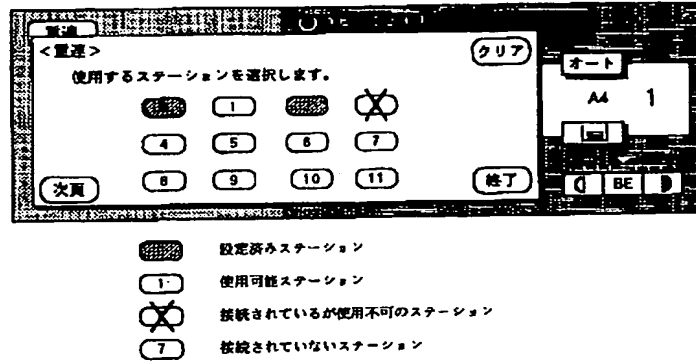 重連
<重連>
クリア
使用するステーションを選択します。
1
4 5 6 7
8 9 10 11
次頁
終了
オート
A4 1
BE
設定済みステーション
1 使用可能ステーション
接続されているが使用不可のステーション
7 接続されていないステーション